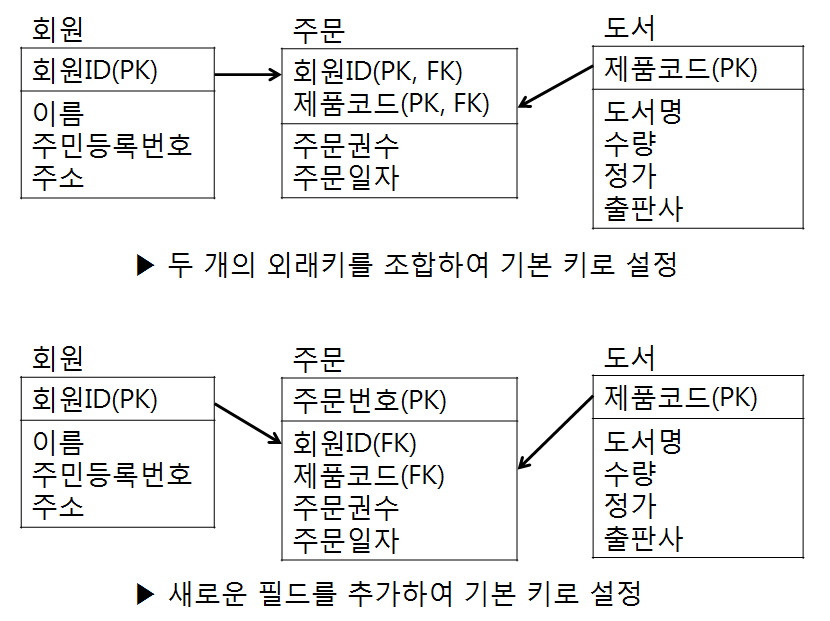 회원
회원ID(PK)
이름
주민등록번호
주소
주문
회원ID(PK, FK)
제품코드(PK, FK)
주문권수
주문일자
도서
제품코드(PK)
도서명
수량
정가
출판사
▶ 두 개의 외래키를 조합하여 기본 키로 설정
회원
회원ID(PK)
이름
주민등록번호
주소
주문
주문번호(PK)
회원ID(FK)
제품코드(FK)
주문권수
주문일자
도서
제품코드(PK)
도서명
수량
정가
출판사
▶ 새로운 필드를 추가하여 기본 키로 설정